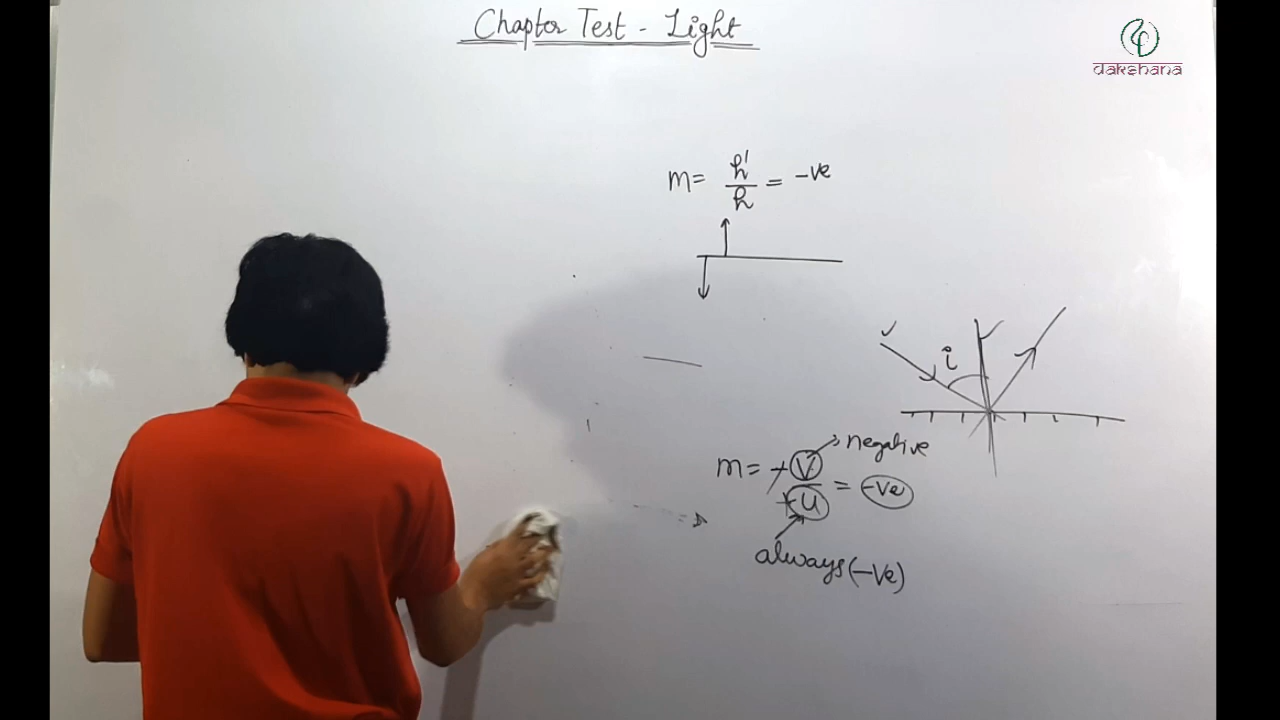 Chapter Test - Light
dakshana
m = h'/h = -ve
i
m = +V/+u = -ve
negative
always (-ve)